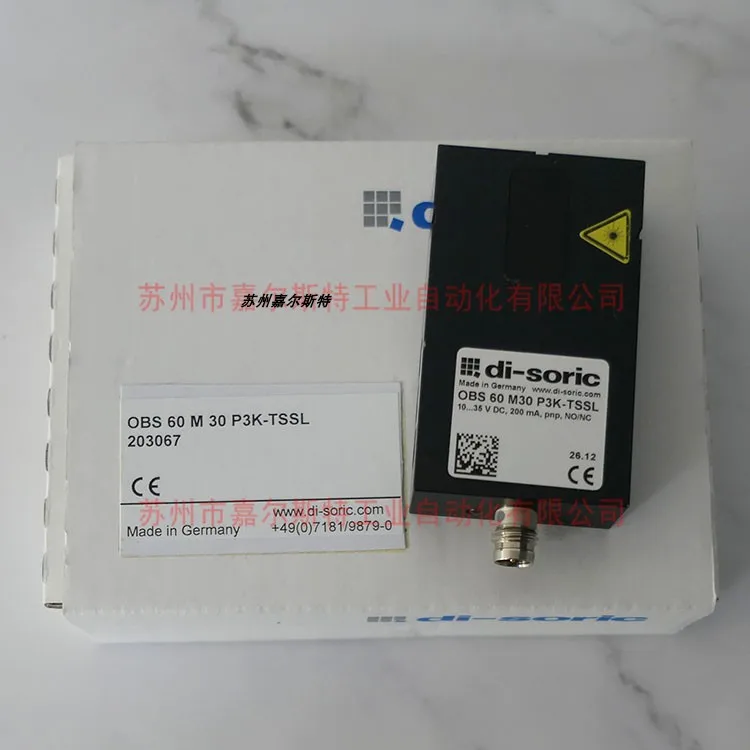 苏州市嘉尔斯特工业自动化有限公司
苏州嘉尔斯特
di-soric
Made in Germany www.di-soric.com
OBS 60 M30 P3K-TSSL
10...35 V DC, 200 mA, pnp, NO/NC
26.12
CE
OBS 60 M 30 P3K-TSSL
203067
CE
苏州市嘉尔斯特工业自动化有限公司
www.di-soric.com
Made in Germany +49(0)7181/9879-0
di-soric